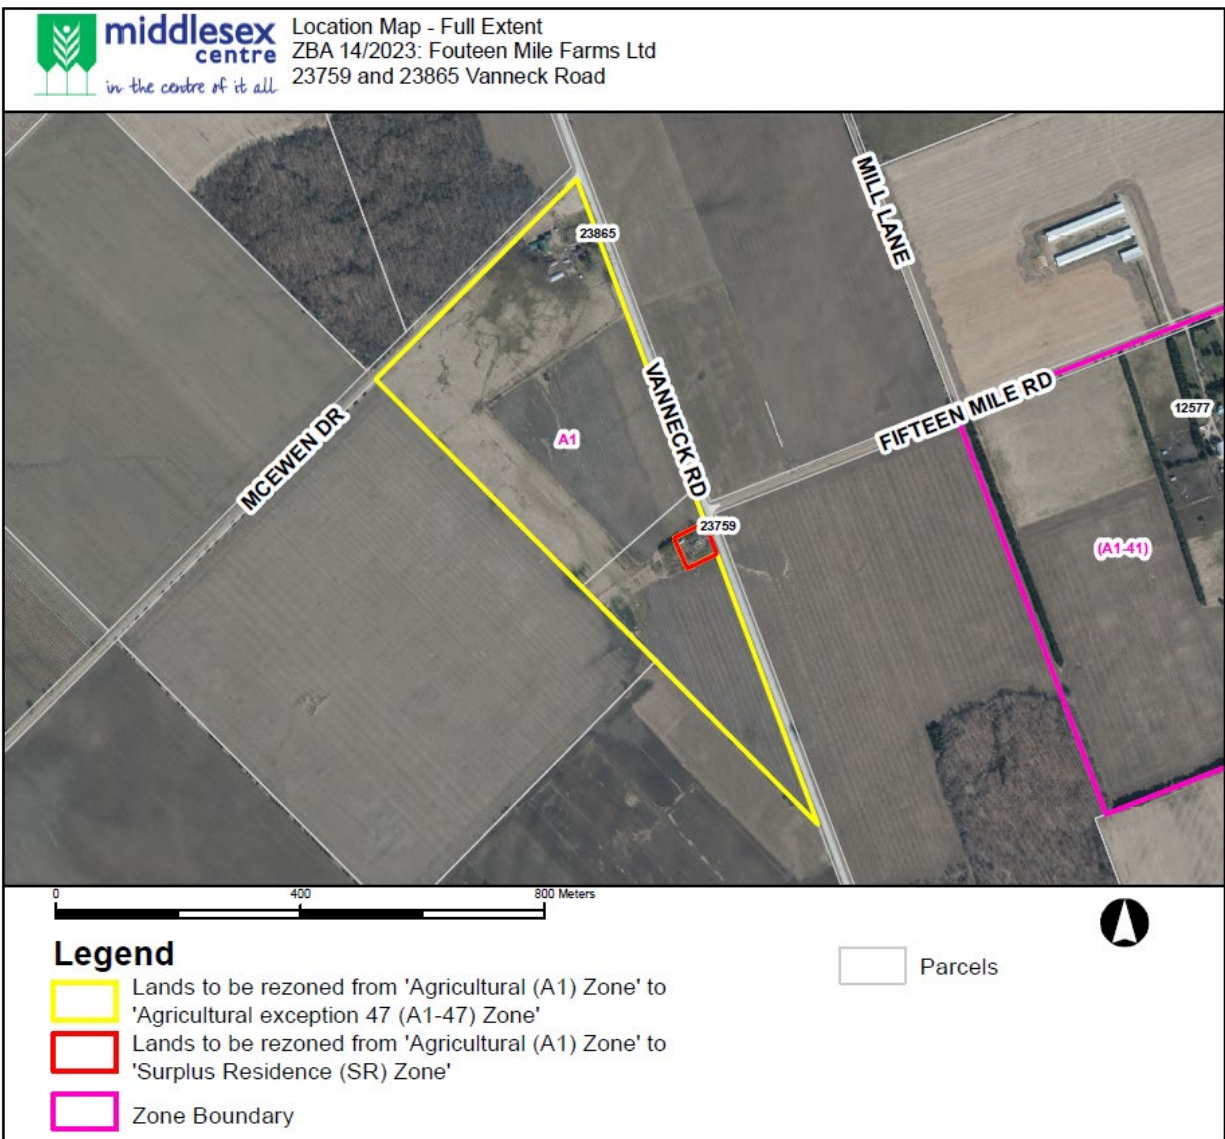 middlesex
centre
in the centre of it all
Location Map - Full Extent
ZBA 14/2023: Fouteen Mile Farms Ltd
23759 and 23865 Vanneck Road
MILL LANE
23865
VANNECK RD
FIFTEEN MILE RD
12577
MCEWEN DR
A1
23759
(A1-41)
0 400 800 Meters
Legend
Lands to be rezoned from 'Agricultural (A1) Zone' to
'Agricultural exception 47 (A1-47) Zone'
Lands to be rezoned from 'Agricultural (A1) Zone' to
'Surplus Residence (SR) Zone'
Zone Boundary
Parcels